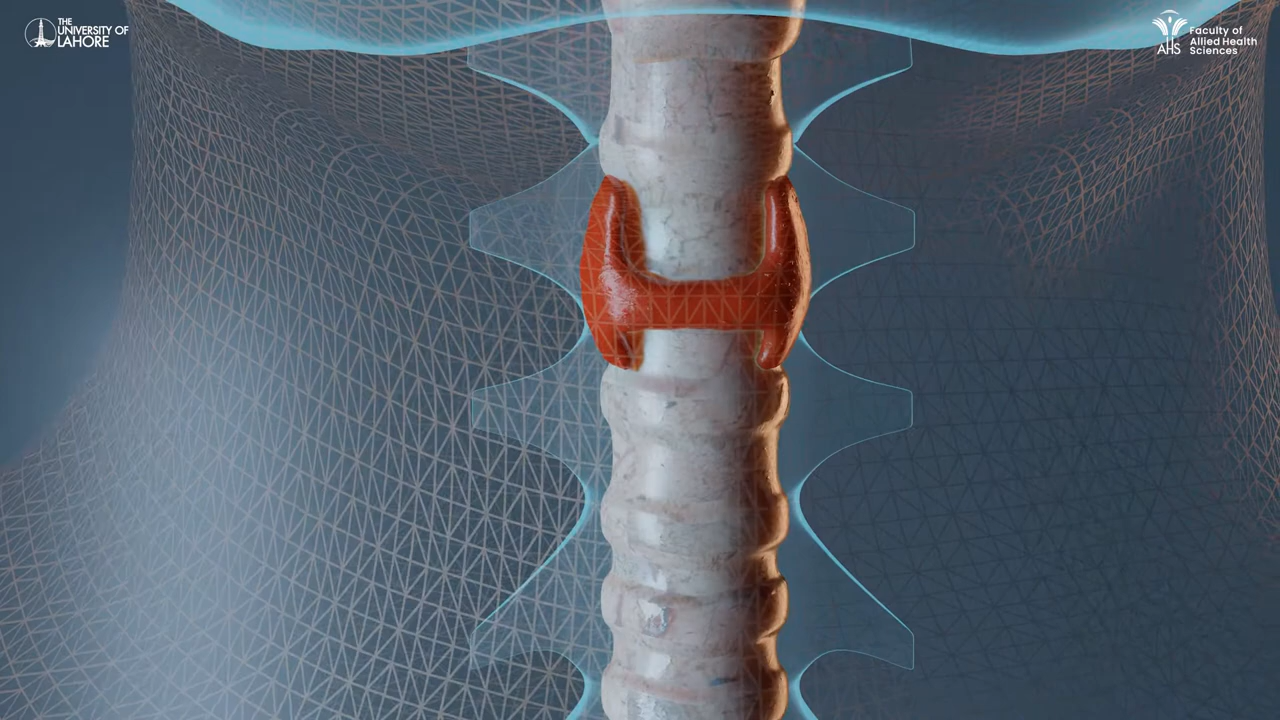 THE
UNIVERSITY OF
LAHORE
AHS
Faculty of
Allied Health
Sciences